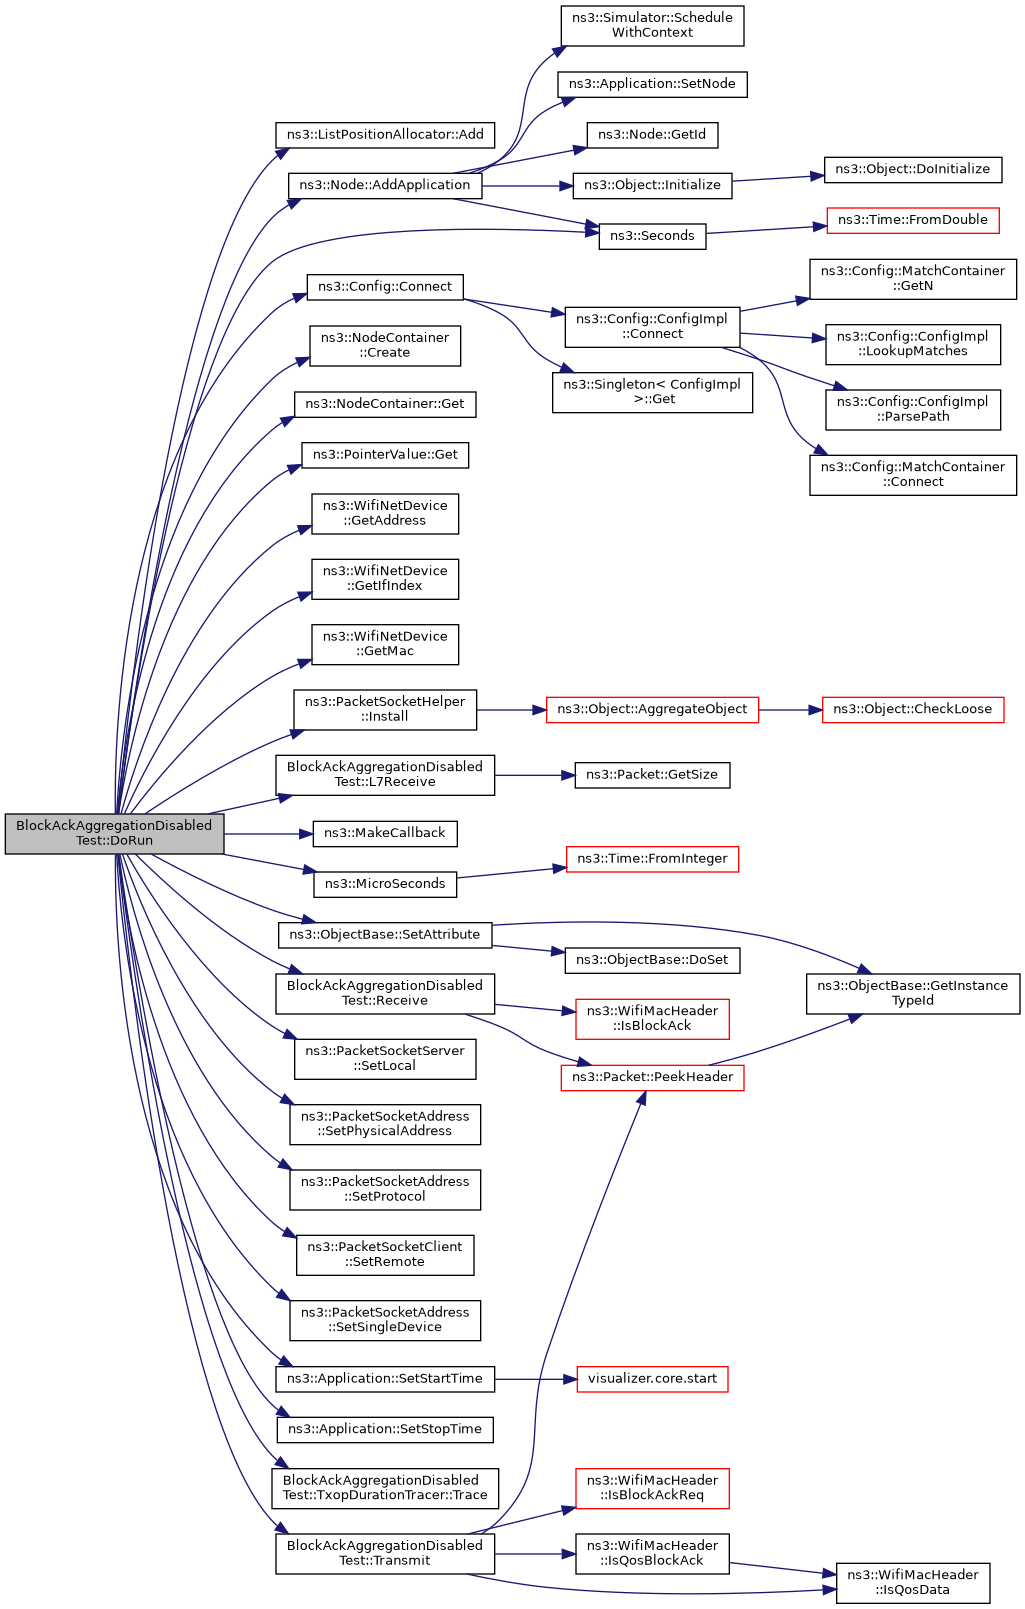 ns3::Simulator::Schedule
WithContext
ns3::Application::SetNode
ns3::ListPositionAllocator::Add
ns3::Node::GetId
ns3::Object::DoInitialize
ns3::Node::AddApplication
ns3::Object::Initialize
ns3::Time::FromDouble
ns3::Seconds
ns3::Config::MatchContainer
::GetN
ns3::Config::Connect
ns3::Config::ConfigImpl
::Connect
ns3::NodeContainer
::Create
ns3::Config::ConfigImpl
::LookupMatches
ns3::Singleton< ConfigImpl
>::Get
ns3::NodeContainer::Get
ns3::Config::ConfigImpl
::ParsePath
ns3::PointerValue::Get
ns3::Config::MatchContainer
::Connect
ns3::WifiNetDevice
::GetAddress
ns3::WifiNetDevice
::GetIfIndex
ns3::WifiNetDevice
::GetMac
ns3::PacketSocketHelper
::Install
ns3::Object::AggregateObject
ns3::Object::CheckLoose
BlockAckAggregationDisabled
Test::L7Receive
ns3::Packet::GetSize
BlockAckAggregationDisabled
Test::DoRun
ns3::MakeCallback
ns3::Time::FromInteger
ns3::MicroSeconds
ns3::ObjectBase::SetAttribute
ns3::ObjectBase::DoSet
BlockAckAggregationDisabled
Test::Receive
ns3::ObjectBase::GetInstance
TypeId
ns3::WifiMacHeader
::IsBlockAck
ns3::PacketSocketServer
::SetLocal
ns3::Packet::PeekHeader
ns3::PacketSocketAddress
::SetPhysicalAddress
ns3::PacketSocketAddress
::SetProtocol
ns3::PacketSocketClient
::SetRemote
ns3::PacketSocketAddress
::SetSingleDevice
ns3::Application::SetStartTime
visualizer.core.start
ns3::Application::SetStopTime
BlockAckAggregationDisabled
Test::TxopDurationTracer::Trace
ns3::WifiMacHeader
::IsBlockAckReq
BlockAckAggregationDisabled
Test::Transmit
ns3::WifiMacHeader
::IsQosBlockAck
ns3::WifiMacHeader
::IsQosData